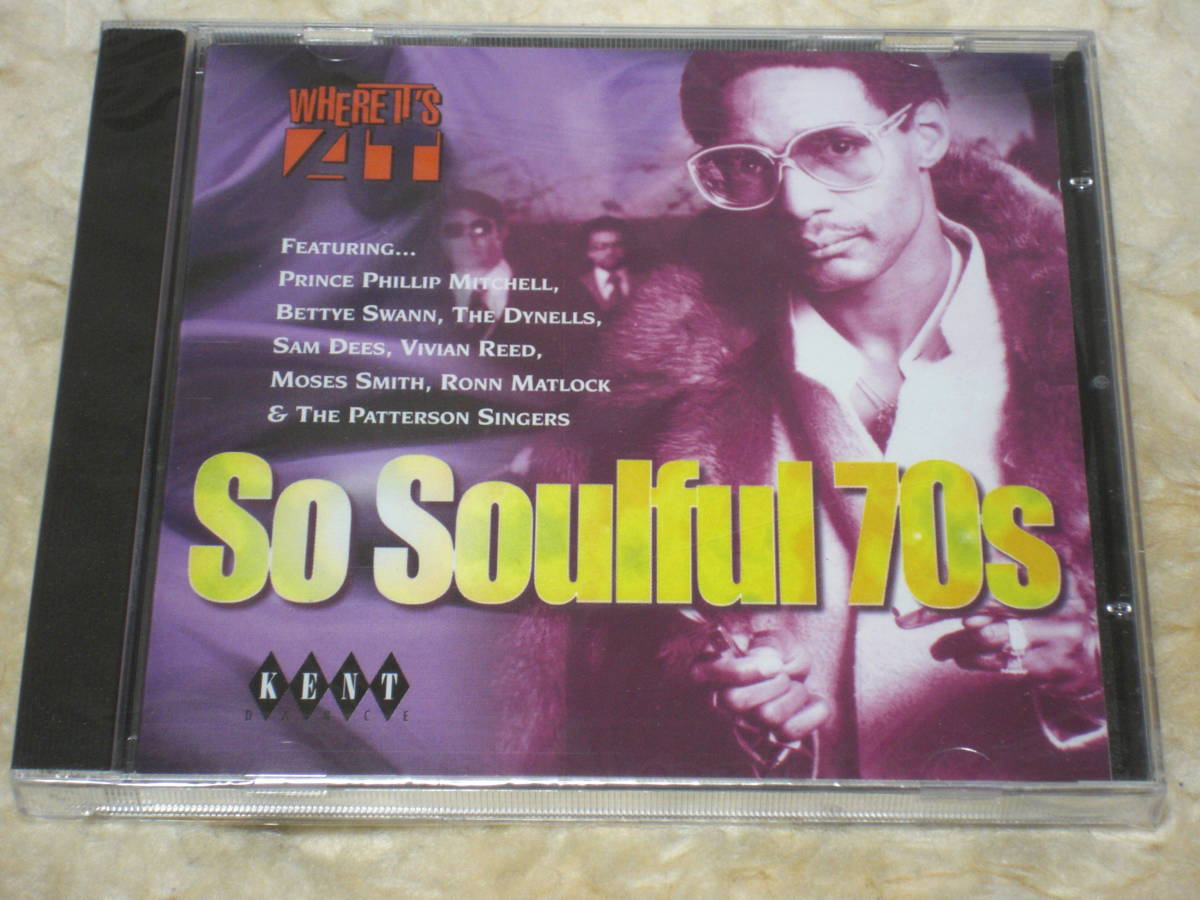 WHERE IT'S
AT
FEATURING...
PRINCE PHILLIP MITCHELL,
BETTYE SWANN, THE DYNELLS,
SAM DEES, VIVIAN REED,
MOSES SMITH, RONN MATLOCK
& THE PATTERSON SINGERS
So Soulful 70s
KENT
DANCE